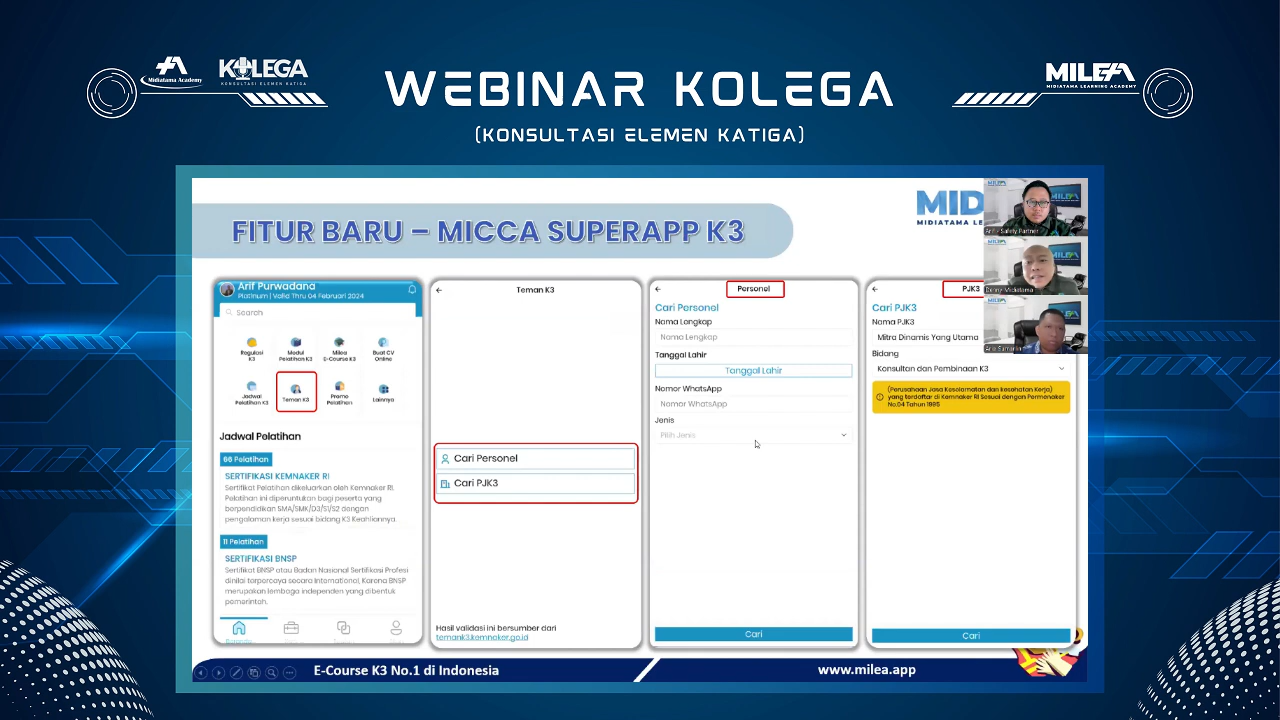 Midiatama Academy
KOLEGA
KONSULTASI ELEMEN KATIGA
WEBINAR KOLEGA
(KONSULTASI ELEMEN KATIGA)
MILEA
MIDIATAMA LEARNING ACADEMY
FITUR BARU – MICCA SUPERAPP K3
MID
MIDIATAMA LE
Arif - Safety Partner
Denny Midiatama
Arif Purwadana
Platinum | Valid Thru 04 Februari 2024
Search
Regulasi K3
Modul Pelatihan K3
Milea E-Course K3
Buat CV Online
Jadwal Pelatihan K3
Teman K3
Promo Pelatihan
Lainnya
Jadwal Pelatihan
66 Pelatihan
SERTIFIKASI KEMNAKER RI
Sertifikat Pelatihan dikeluarkan oleh Kemnaker RI.
Pelatihan ini diperuntukan bagi peserta yang
berpendidikan SMA/SMK/D3/S1/S2 dengan
pengalaman kerja sesuai bidang K3 Keahliannya
11 Pelatihan
SERTIFIKASI BNSP
Sertifikat BNSP atau Badan Nasional Sertifikasi Profesi
dinilai terpercaya secara International, Karena BNSP
merupakan lembaga independen yang dibentuk
pemerintah.
Teman K3
Cari Personel
Cari PJK3
Hasil validasi ini bersumber dari
temank3.kemnaker.go.id
Personel
Cari Personel
Nama Lengkap
Nama Lengkap
Tanggal Lahir
Tanggal Lahir
Nomor WhatsApp
Nomor WhatsApp
Jenis
Pilih Jenis
Cari
PJK3
Cari PJK3
Nama PJK3
Mitra Dinamis Yang Utama
Bidang
Konsultan dan Pembinaan K3
(Perusahaan Jasa Keselamatan dan kesehatan Kerja)
yang terdaftar di Kemnaker RI Sesuai dengan Permenaker
No.04 Tahun 1995
Cari
E-Course K3 No.1 di Indonesia
www.milea.app